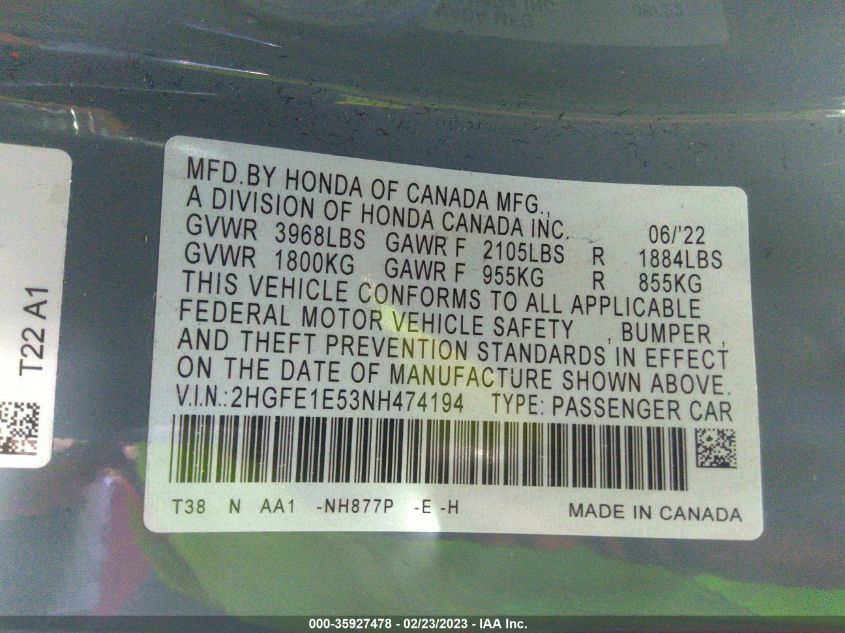 MFD.BY HONDA OF CANADA MFG.,
A DIVISION OF HONDA CANADA INC. 06/'22
GVWR 3968LBS GAWR F 2105LBS R 1884LBS
GVWR 1800KG GAWR F 955KG R 855KG
THIS VEHICLE CONFORMS TO ALL APPLICABLE
FEDERAL MOTOR VEHICLE SAFETY , BUMPER ,
AND THEFT PREVENTION STANDARDS IN EFFECT
ON THE DATE OF MANUFACTURE SHOWN ABOVE.
V.I.N.:2HGFE1E53NH474194 TYPE: PASSENGER CAR
T38 N AA1 -NH877P -E -H MADE IN CANADA
T22 A1
000-35927478 - 02/23/2023 - IAA Inc.